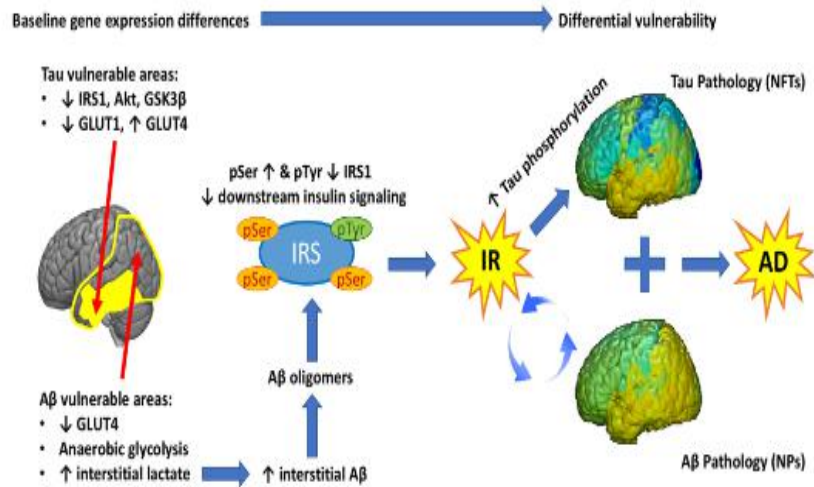 Baseline gene expression differences
Differential vulnerability
Tau vulnerable areas:
• ↓ IRS1, Akt, GSK3β
• ↓ GLUT1, ↑ GLUT4
pSer ↑ & pTyr ↓ IRS1
↓ downstream insulin signaling
pSer
pTyr
IRS
pSer
pSer
Aβ oligomers
Aβ vulnerable areas:
• ↓ GLUT4
• Anaerobic glycolysis
• ↑ interstitial lactate
↑ interstitial Aβ
IR
↑ Tau phosphorylation
Tau Pathology (NFTs)
AD
Aβ Pathology (NPs)